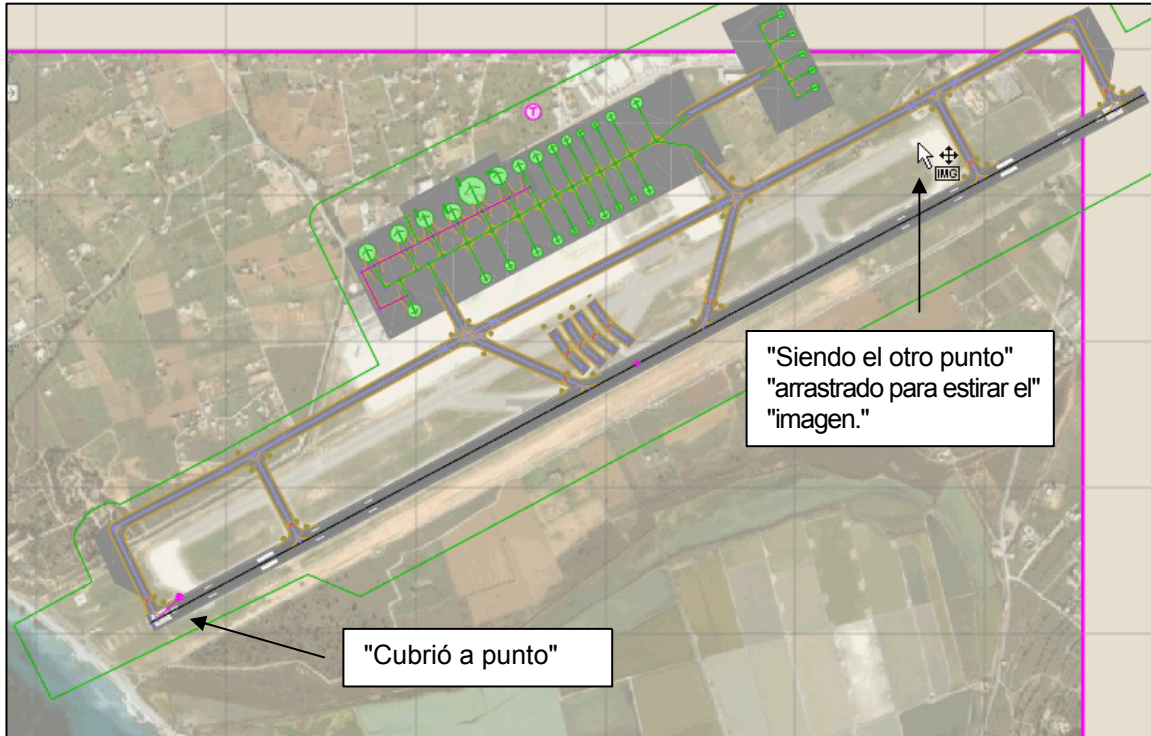 T
IMG
"Siendo el otro punto"
"arrastrado para estirar el"
"imagen."
"Cubrió a punto"